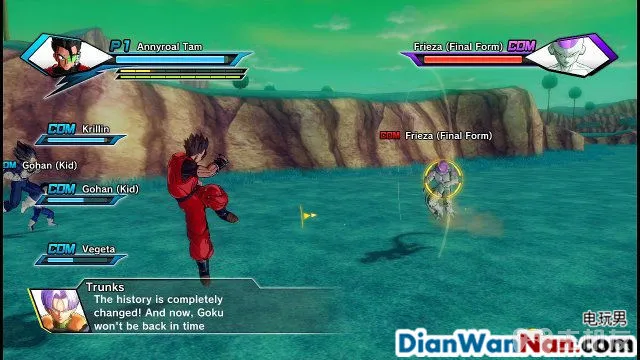 P1 Annyroal Tam
Frieza (Final Form) COM
COM Krillin
COM Frieza (Final Form)
COM Gohan (Kid)
COM Gohan (Kid)
COM Vegeta
Trunks
The history is completely
changed! And now, Goku
won't be back in time
电玩男
DianWanNan.com